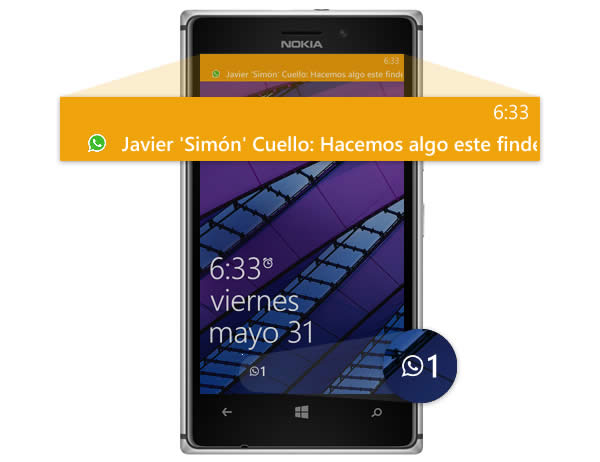 NOKIA
6:33
Javier 'Simón' Cuello: Hacemos algo este finde
6:33
Javier 'Simón' Cuello: Hacemos algo este finde
6:33
viernes
mayo 31
1
1